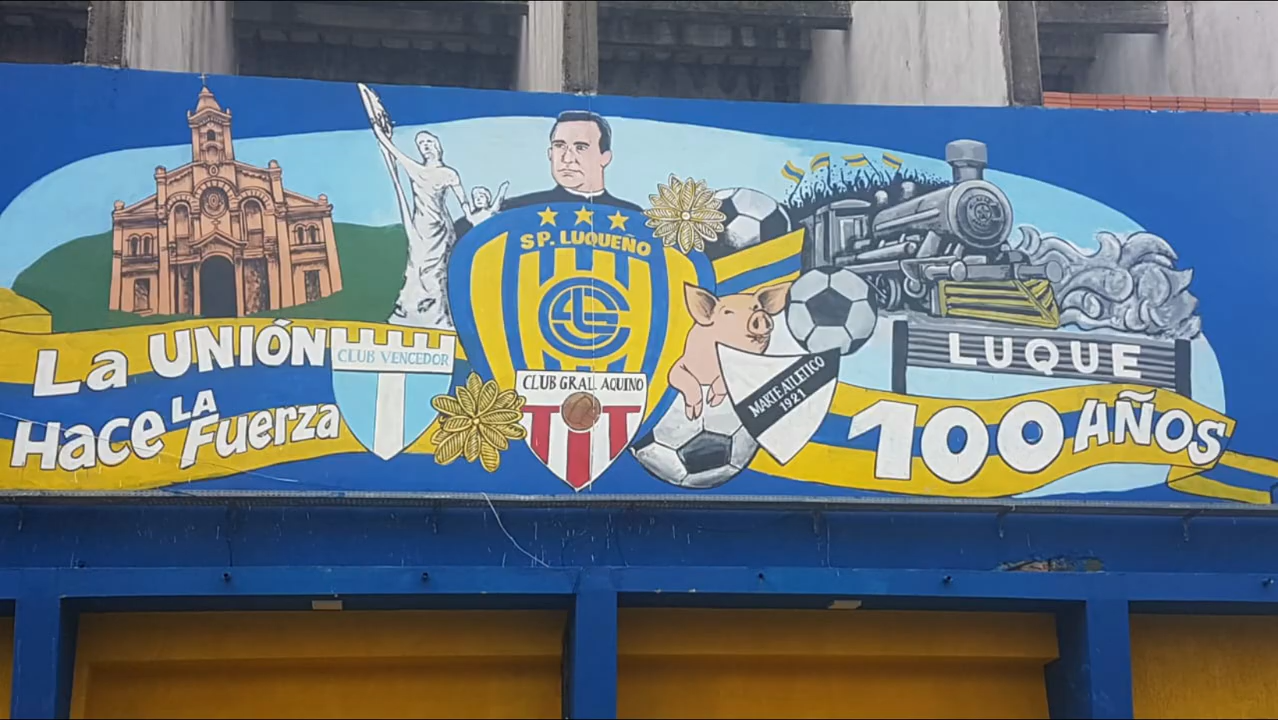 La UNIÓN
Hace LA Fuerza
CLUB VENCEDOR
SP. LUQUEÑO
CLUB GRAL AQUINO
MARTE ATLETICO
1921
LUQUE
100 AÑOS